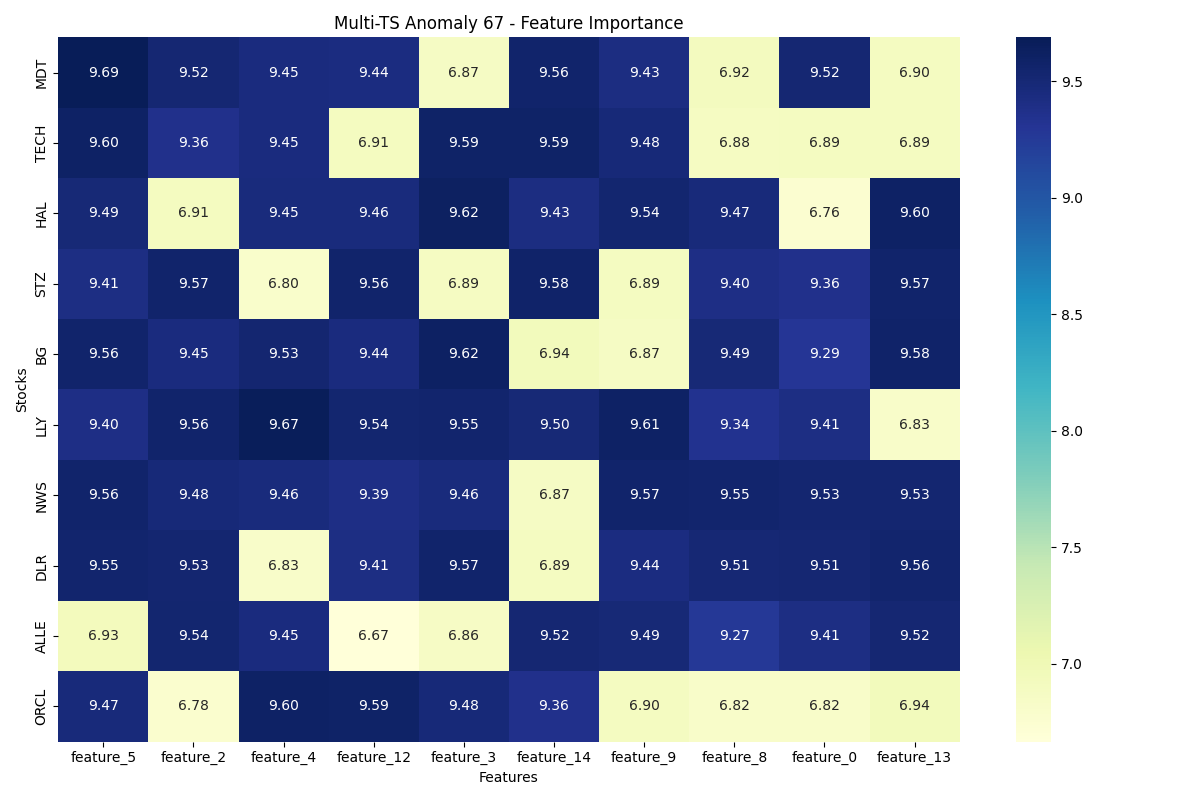 Multi-TS Anomaly 67 - Feature Importance
Stocks
MDT 9.69 9.52 9.45 9.44 6.87 9.56 9.43 6.92 9.52 6.90
TECH 9.60 9.36 9.45 6.91 9.59 9.59 9.48 6.88 6.89 6.89
HAL 9.49 6.91 9.45 9.46 9.62 9.43 9.54 9.47 6.76 9.60
STZ 9.41 9.57 6.80 9.56 6.89 9.58 6.89 9.40 9.36 9.57
BG 9.56 9.45 9.53 9.44 9.62 6.94 6.87 9.49 9.29 9.58
LLY 9.40 9.56 9.67 9.54 9.55 9.50 9.61 9.34 9.41 6.83
NWS 9.56 9.48 9.46 9.39 9.46 6.87 9.57 9.55 9.53 9.53
DLR 9.55 9.53 6.83 9.41 9.57 6.89 9.44 9.51 9.51 9.56
ALLE 6.93 9.54 9.45 6.67 6.86 9.52 9.49 9.27 9.41 9.52
ORCL 9.47 6.78 9.60 9.59 9.48 9.36 6.90 6.82 6.82 6.94
feature_5 feature_2 feature_4 feature_12 feature_3 feature_14 feature_9 feature_8 feature_0 feature_13
Features
9.5
9.0
8.5
8.0
7.5
7.0